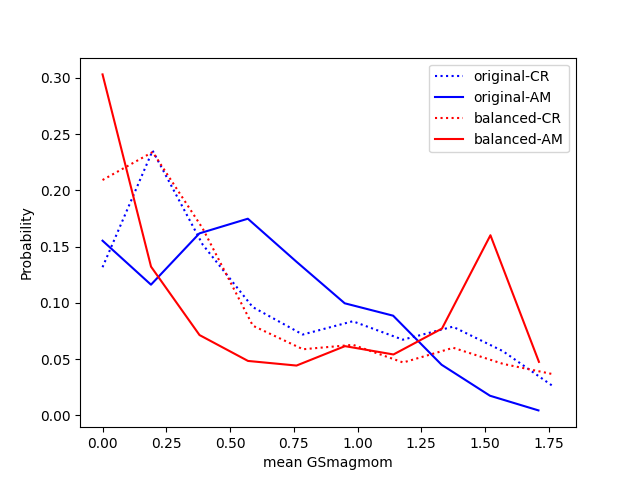 original-CR
original-AM
balanced-CR
balanced-AM
0.30
0.25
0.20
0.15
0.10
0.05
0.00
Probability
0.00 0.25 0.50 0.75 1.00 1.25 1.50 1.75
mean GSmagmom